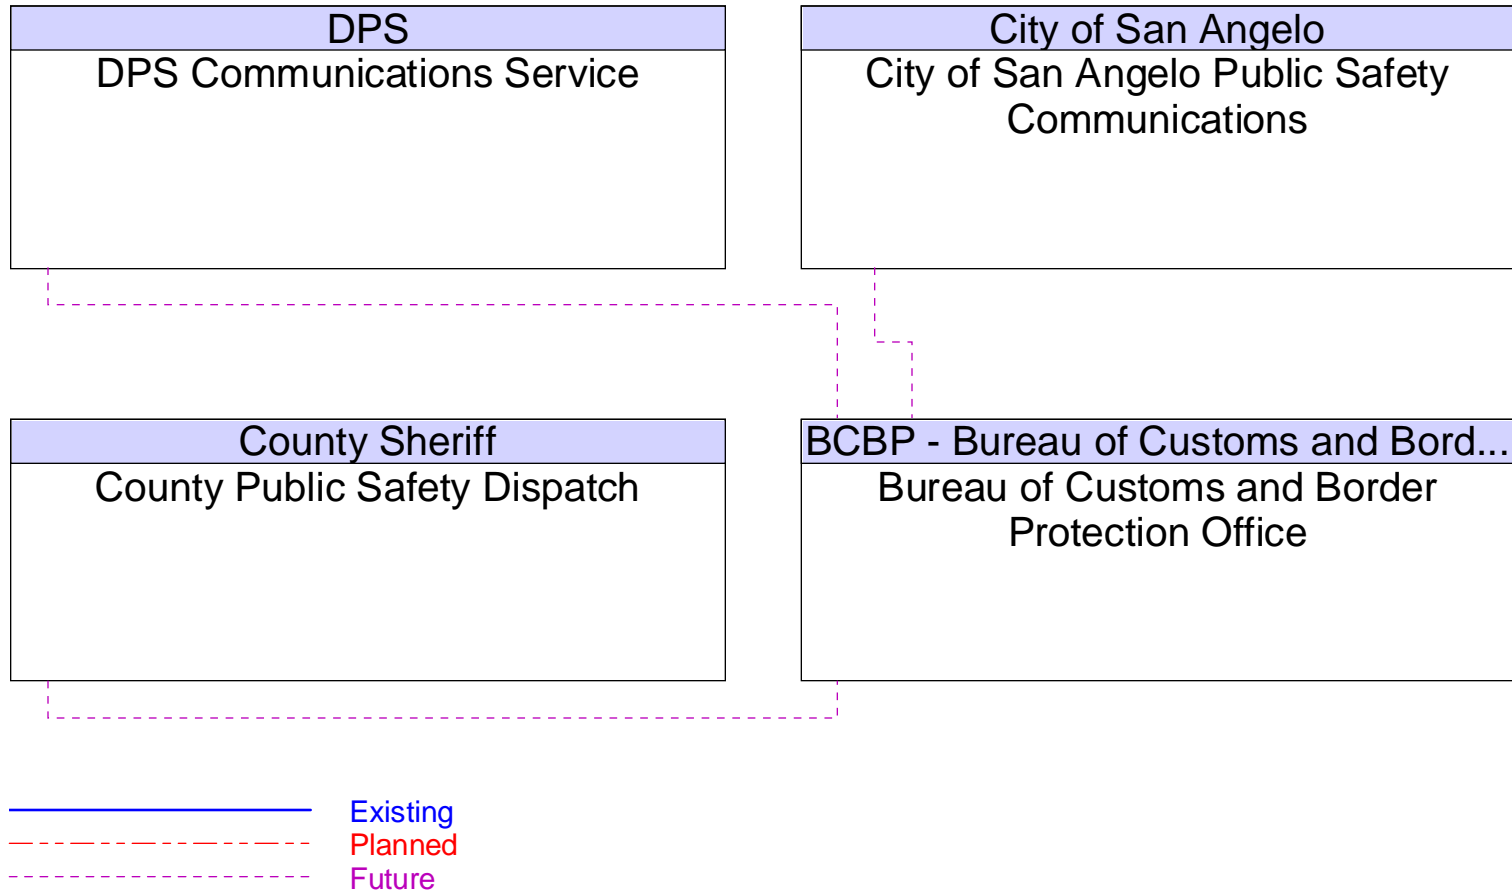 DPS
DPS Communications Service
City of San Angelo
City of San Angelo Public Safety
Communications
County Sheriff
County Public Safety Dispatch
BCBP - Bureau of Customs and Bord...
Bureau of Customs and Border
Protection Office
Existing
Planned
Future